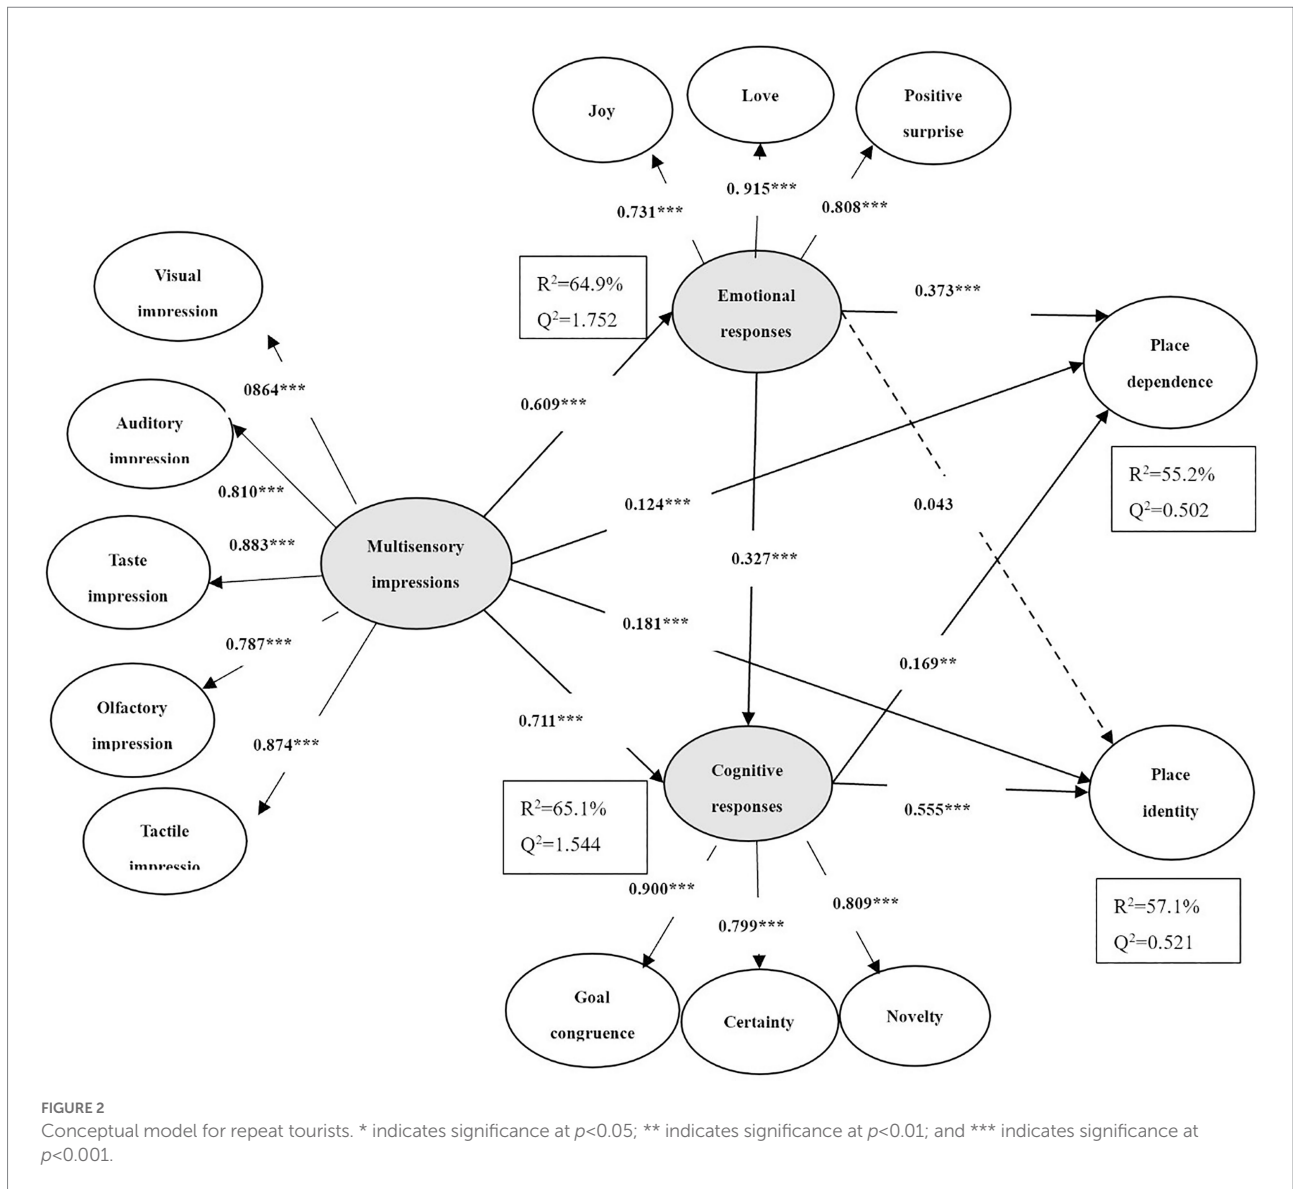 Joy
Love
Positive
surprise
0.731***
0. 915***
0.808***
Visual
impression
R²=64.9%
Q²=1.752
Emotional
responses
0.373***
Place
dependence
0864***
0.609***
Auditory
impression
0.810***
0.124***
0.043
R²=55.2%
Q²=0.502
0.883***
Taste
impression
Multisensory
impressions
0.327***
0.787***
0.181***
0.169**
Olfactory
impression
0.874***
0.711***
Cognitive
responses
Place
identity
0.555***
R²=65.1%
Q²=1.544
Tactile
impressio
0.900***
0.799***
0.809***
R²=57.1%
Q²=0.521
Goal
congruence
Certainty
Novelty
FIGURE 2
Conceptual model for repeat tourists. * indicates significance at p<0.05; ** indicates significance at p<0.01; and *** indicates significance at
p<0.001.